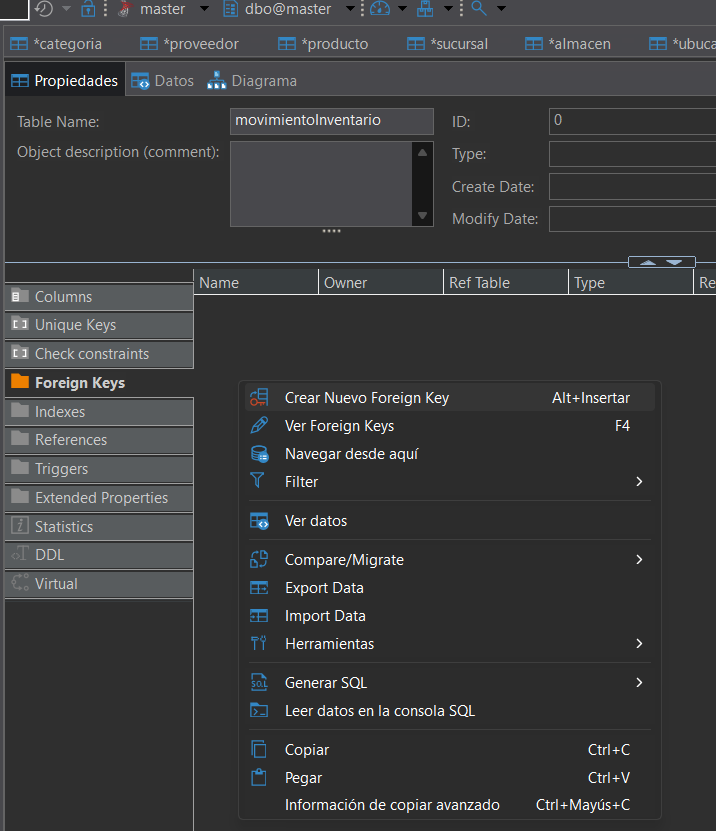 master dbo@master
*categoria *proveedor *producto *sucursal *almacen *ubuca
Propiedades Datos Diagrama
Table Name: movimientoInventario ID: 0
Object description (comment): Type:
Create Date:
Modify Date:
Name Owner Ref Table Type Re
Columns
Unique Keys
Check constraints
Foreign Keys
Indexes
References
Triggers
Extended Properties
Statistics
DDL
Virtual
Crear Nuevo Foreign Key Alt+Insertar
Ver Foreign Keys F4
Navegar desde aquí
Filter
Ver datos
Compare/Migrate
Export Data
Import Data
Herramientas
Generar SQL
Leer datos en la consola SQL
Copiar Ctrl+C
Pegar Ctrl+V
Información de copiar avanzado Ctrl+Mayús+C